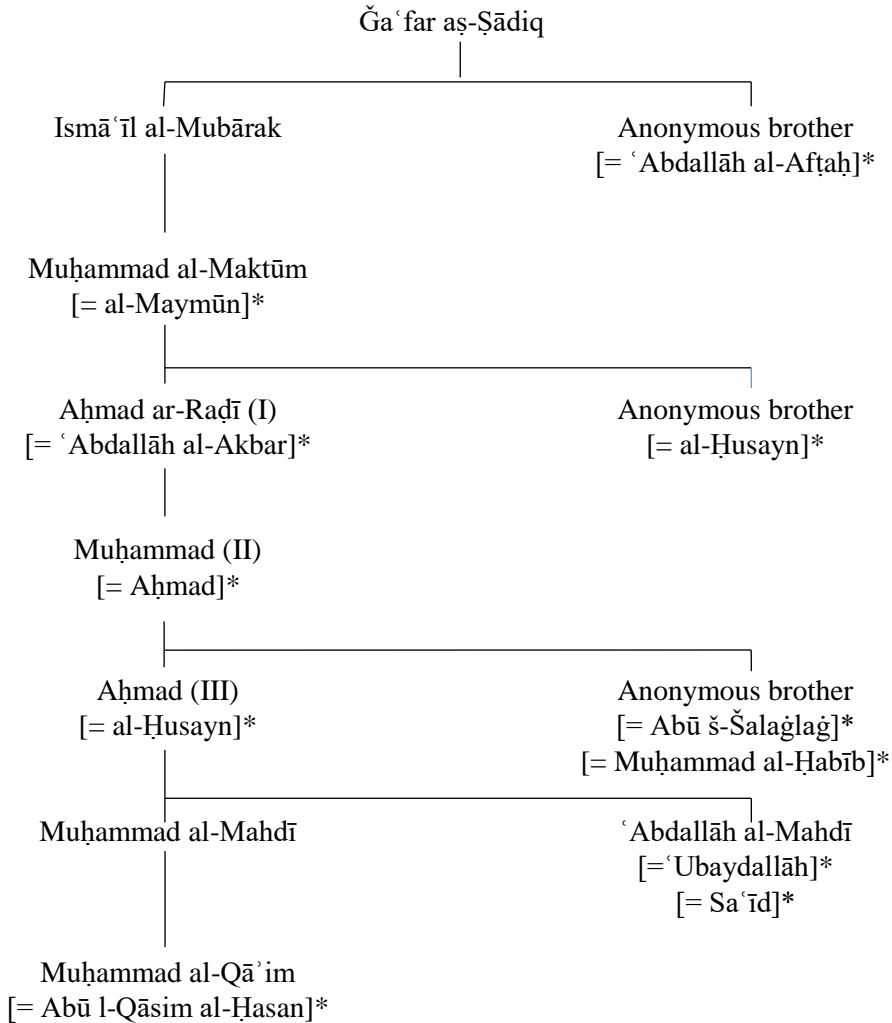 Ǧaʿfar aṣ-Ṣādiq
Ismāʿīl al-Mubārak
Anonymous brother
[= ʿAbdallāh al-Afṭaḥ]*
Muḥammad al-Maktūm
[= al-Maymūn]*
Aḥmad ar-Raḍī (I)
[= ʿAbdallāh al-Akbar]*
Anonymous brother
[= al-Ḥusayn]*
Muḥammad (II)
[= Aḥmad]*
Aḥmad (III)
[= al-Ḥusayn]*
Anonymous brother
[= Abū š-Šalaġlaġ]*
[= Muḥammad al-Ḥabīb]*
Muḥammad al-Mahdī
ʿAbdallāh al-Mahdī
[=ʿUbaydallāh]*
[= Saʿīd]*
Muḥammad al-Qāʾim
[= Abū l-Qāsim al-Ḥasan]*